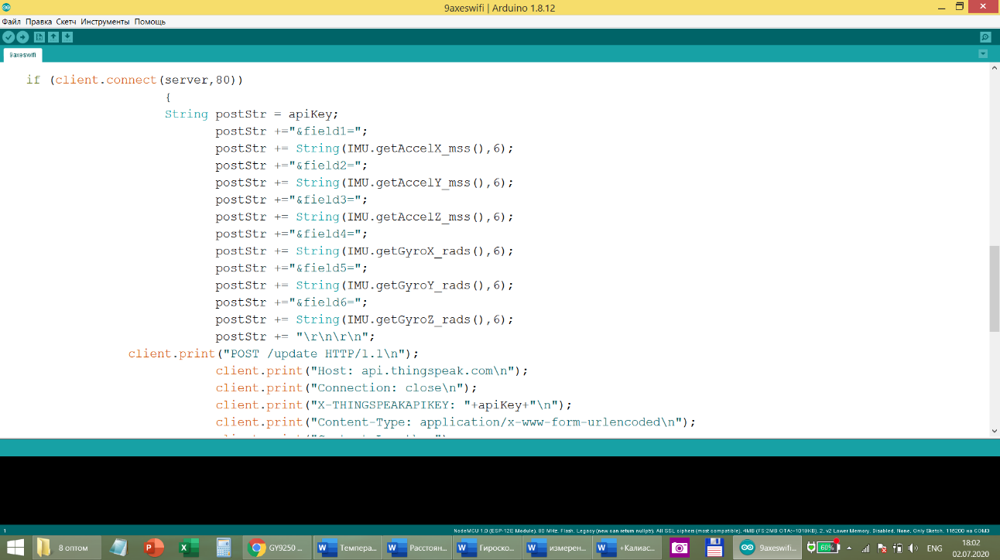 9axeswifi | Arduino 1.8.12
Файл Правка Скетч Инструменты Помощь
9axeswifi
if (client.connect(server,80))
{
String postStr = apiKey;
postStr +="&field1=";
postStr += String(IMU.getAccelX_mss(),6);
postStr +="&field2=";
postStr += String(IMU.getAccelY_mss(),6);
postStr +="&field3=";
postStr += String(IMU.getAccelZ_mss(),6);
postStr +="&field4=";
postStr += String(IMU.getGyroX_rads(),6);
postStr +="&field5=";
postStr += String(IMU.getGyroY_rads(),6);
postStr +="&field6=";
postStr += String(IMU.getGyroZ_rads(),6);
postStr += "\r\n\r\n";
client.print("POST /update HTTP/1.1\n");
client.print("Host: api.thingspeak.com\n");
client.print("Connection: close\n");
client.print("X-THINGSPEAKAPIKEY: "+apiKey+"\n");
client.print("Content-Type: application/x-www-form-urlencoded\n");
1 NodeMCU 1.0 (ESP-12E Module), 80 MHz, Flash, Legacy (new can return nullptr), All SSL ciphers (most compatible), 4MB (FS:2MB OTA:~1019KB), 2, v2 Lower Memory, Disabled, None, Only Sketch, 115200 на COM3
8 оптом GY9250 ... Темпера... Расстоян... Гироско... измерен... +Калиас... 9axeswifi... 60% ENG 18:02
02.07.2020